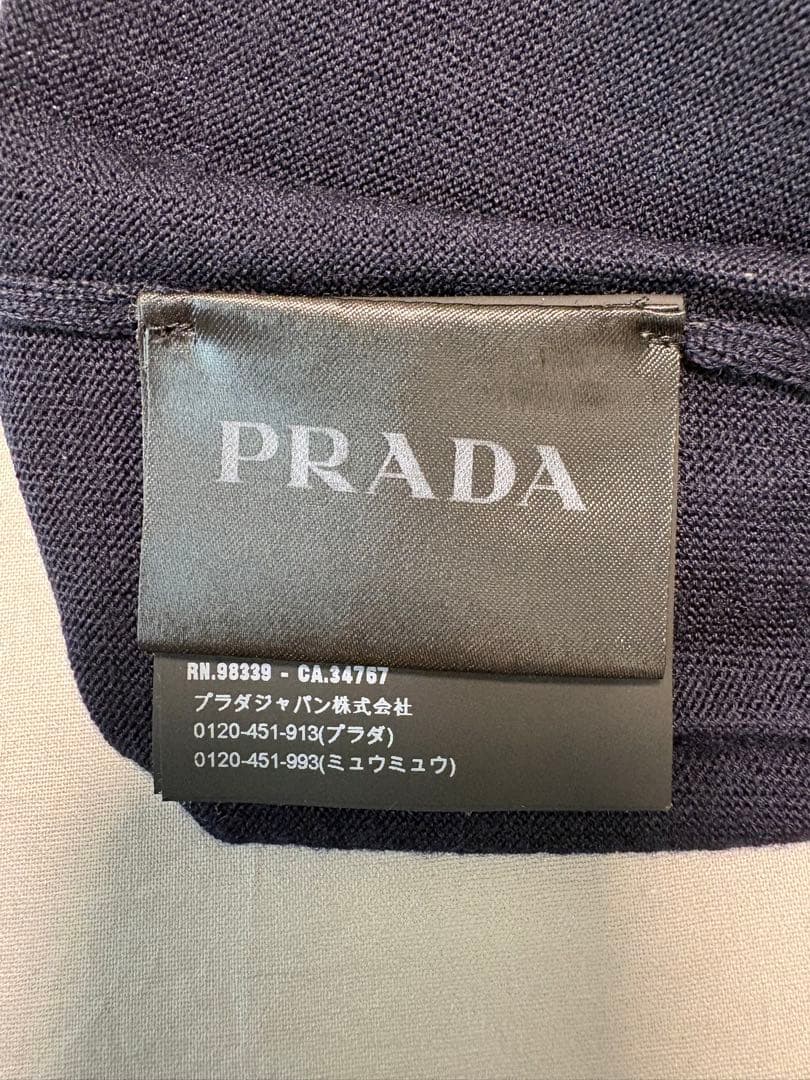 PRADA
RN.98339 - CA.34767
プラダジャパン株式会社
0120-451-913(プラダ)
0120-451-993(ミュウミュウ)